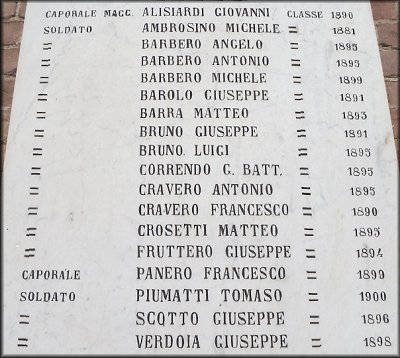 CAPORALE MAGG. ALISIARDI GIOVANNI CLASSE 1890
SOLDATO AMBROSINO MICHELE = 1881
= BARBERO ANGELO = 1895
= BARBERO ANTONIO = 1893
= BARBERO MICHELE = 1899
= BAROLO GIUSEPPE = 1891
= BARRA MATTEO = 1893
= BRUNO GIUSEPPE = 1891
= BRUNO LUIGI = 1895
= CORRENDO G. BATT. = 1895
= CRAVERO ANTONIO = 1895
= CRAVERO FRANCESCO = 1890
= CROSETTI MATTEO = 1895
= FRUTTERO GIUSEPPE = 1894
CAPORALE PANERO FRANCESCO = 1899
SOLDATO PIUMATTI TOMASO = 1900
= SCOTTO GIUSEPPE = 1896
= VERDOIA GIUSEPPE = 1898